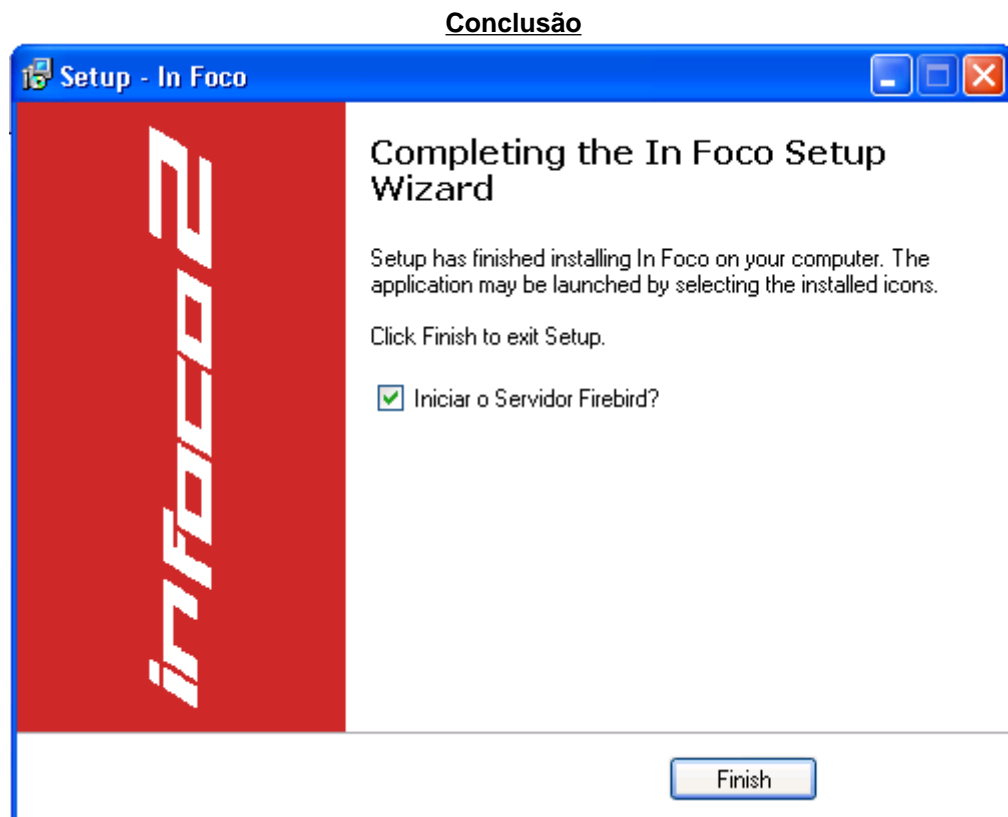 Conclusão
Setup - In Foco
infoco2
Completing the In Foco Setup
Wizard
Setup has finished installing In Foco on your computer. The
application may be launched by selecting the installed icons.
Click Finish to exit Setup.
Iniciar o Servidor Firebird?
Finish